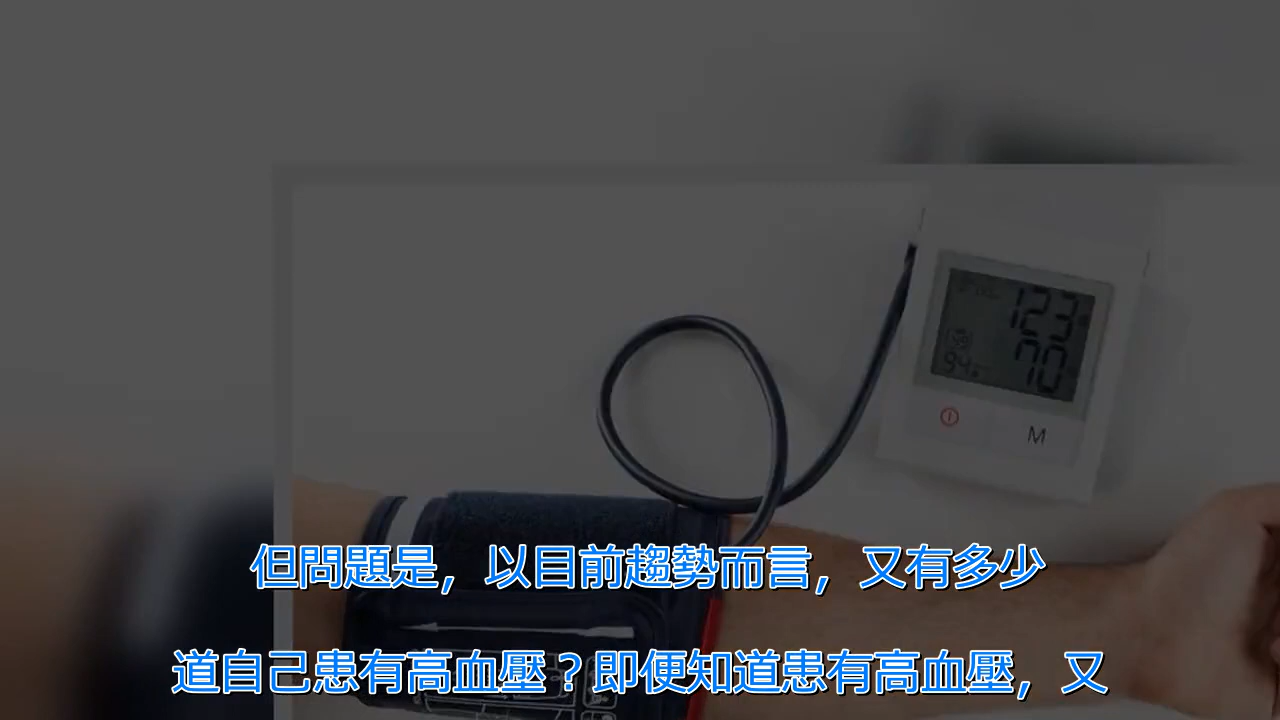 123
70
94
M
但問題是，以目前趨勢而言，又有多少
道自己患有高血壓？即便知道患有高血壓，又